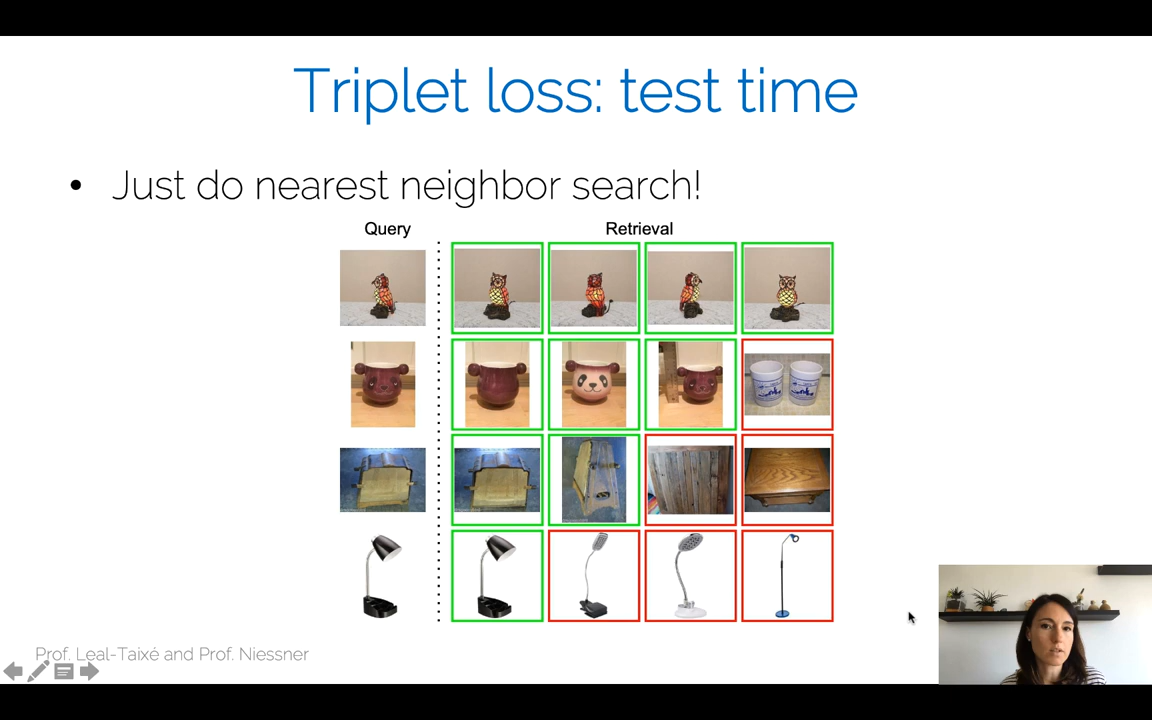 Triplet loss: test time
• Just do nearest neighbor search!
Query
Retrieval
Prof. Leal-Taixé and Prof. Niessner